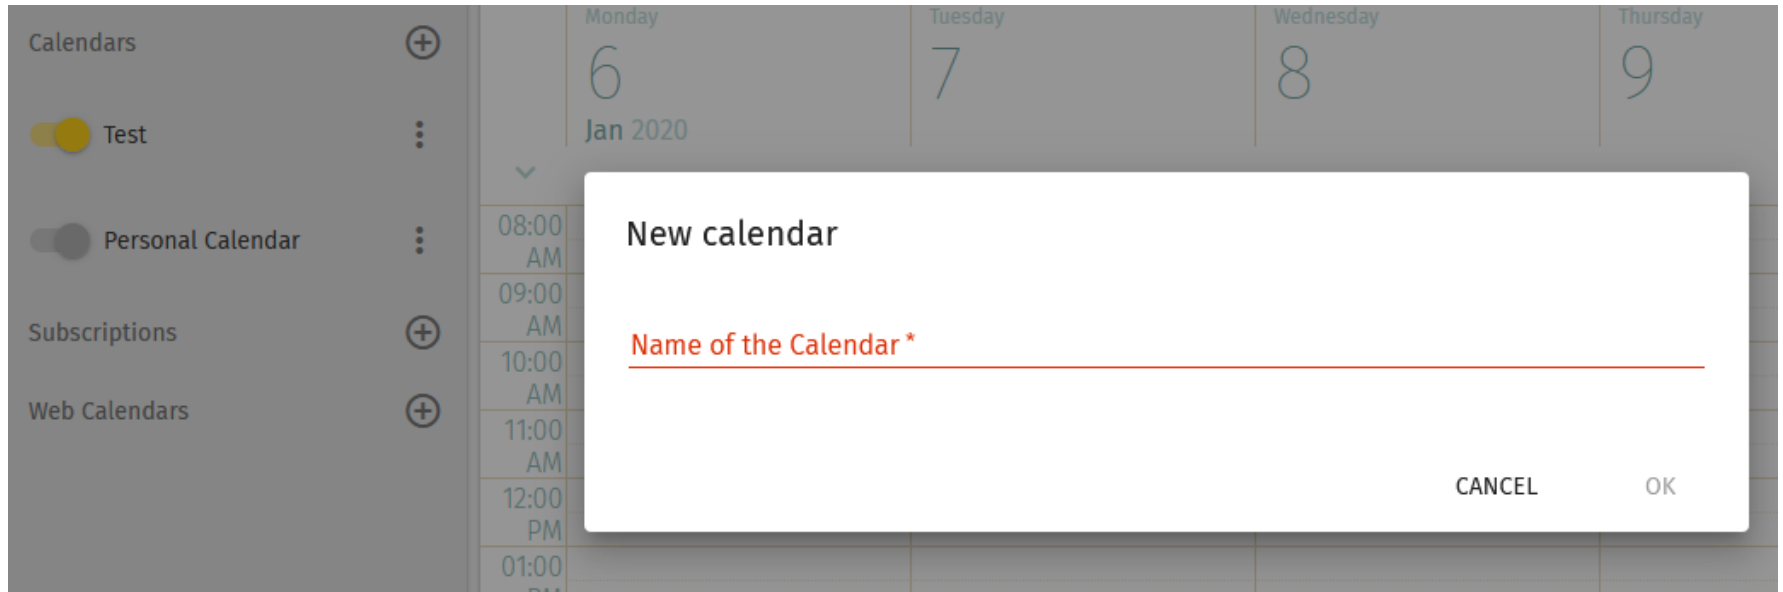 Calendars
Test
Personal Calendar
Subscriptions
Web Calendars
Monday
6
Jan 2020
Tuesday
7
Wednesday
8
Thursday
9
08:00
AM
09:00
AM
10:00
AM
11:00
AM
12:00
PM
01:00
PM
New calendar
Name of the Calendar *
CANCEL
OK